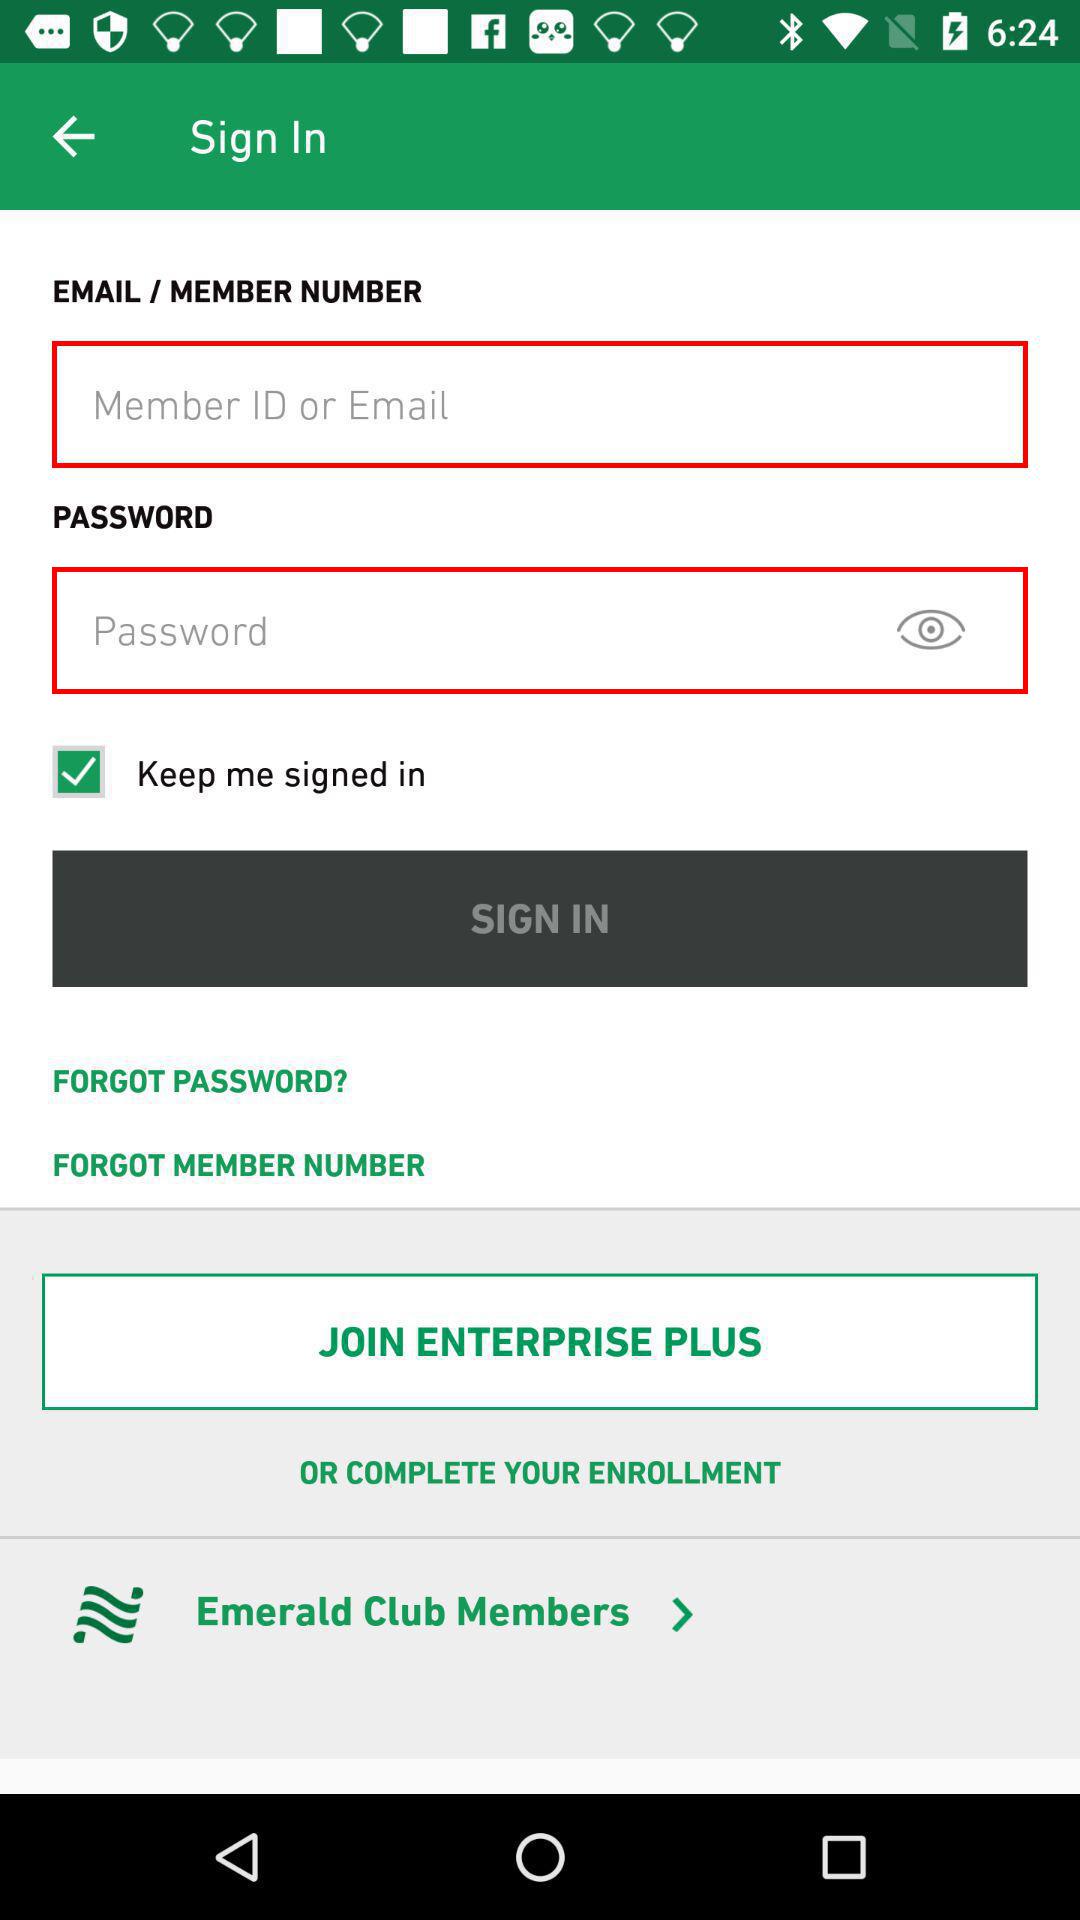 6:24
Sign In
EMAIL / MEMBER NUMBER
Member ID or Email
PASSWORD
Password
Keep me signed in
SIGN IN
FORGOT PASSWORD?
FORGOT MEMBER NUMBER
JOIN ENTERPRISE PLUS
OR COMPLETE YOUR ENROLLMENT
Emerald Club Members